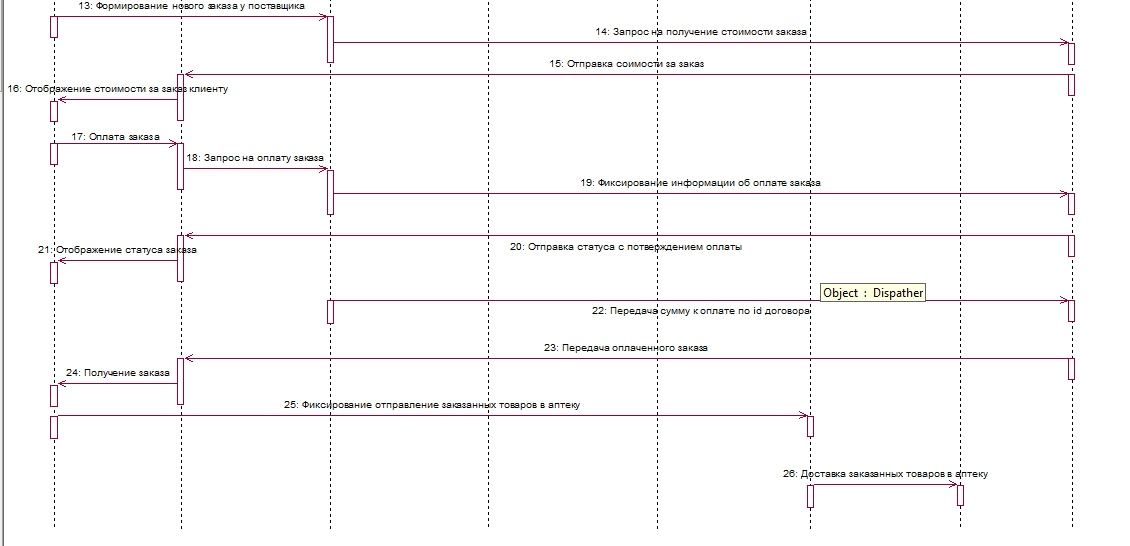 13: Формирование нового заказа у поставщика
14: Запрос на получение стоимости заказа
15: Отправка соимости за заказ
16: Отображение стоимости за заказ клиенту
17: Оплата заказа
18: Запрос на оплату заказа
19: Фиксирование информации об оплате заказа
20: Отправка статуса с потверждением оплаты
21: Отображение статуса заказа
Object : Dispather
22: Передача сумму к оплате по id договора
23: Передача оплаченного заказа
24: Получение заказа
25: Фиксирование отправление заказанных товаров в аптеку
26: Доставка заказанных товаров в аптеку